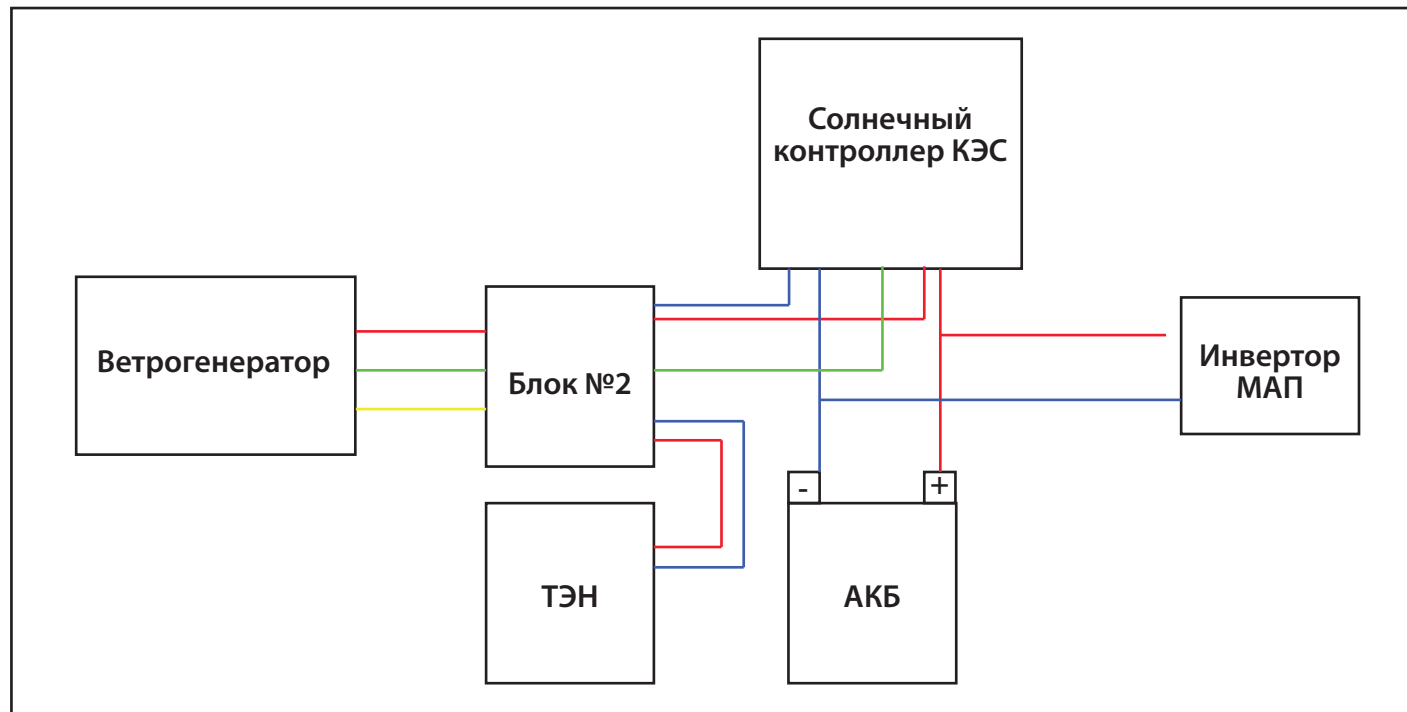 Солнечный
контроллер КЭС
Ветрогенератор
Блок №2
Инвертор
МАП
-
+
ТЭН
АКБ